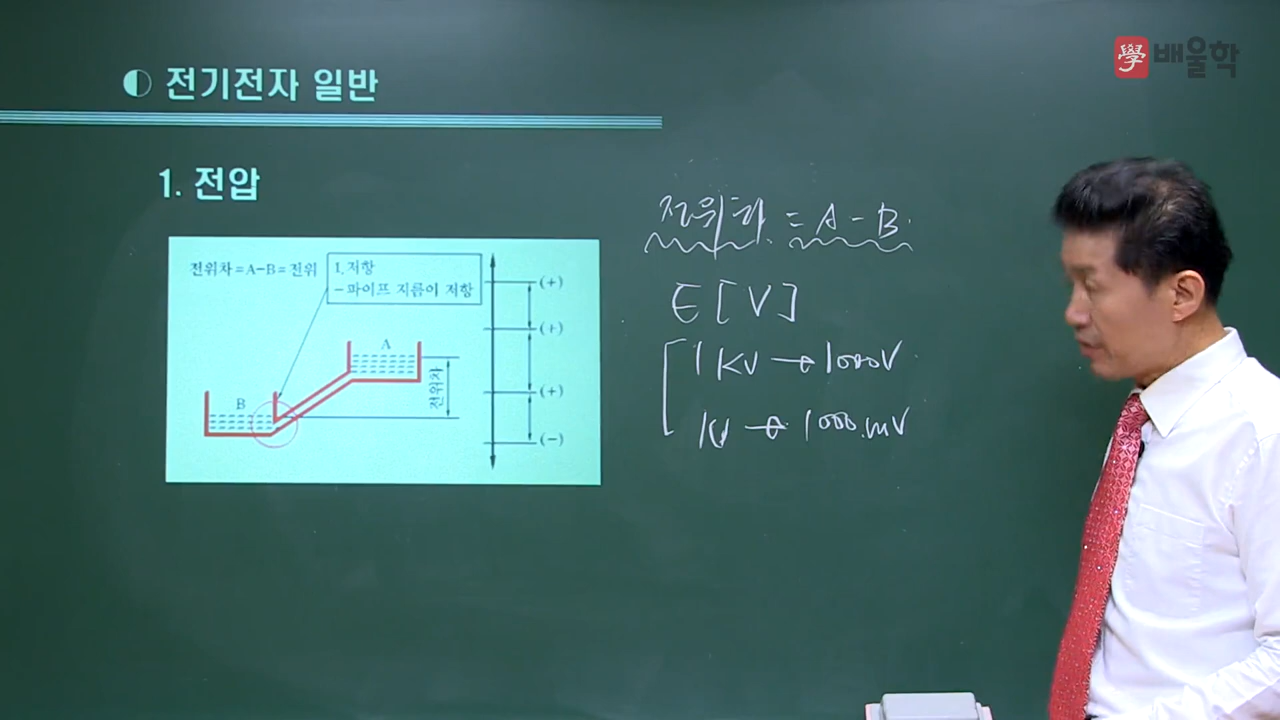 學 배울학
전기전자 일반
1. 전압
전위차=A-B=전위
1.저항
-파이프 지름이 저항
A
B
전위차
(+)
(+)
(+)
(-)
전위차 = A - B.
E [V]
1KV → 1000V
1V → 1000.mV